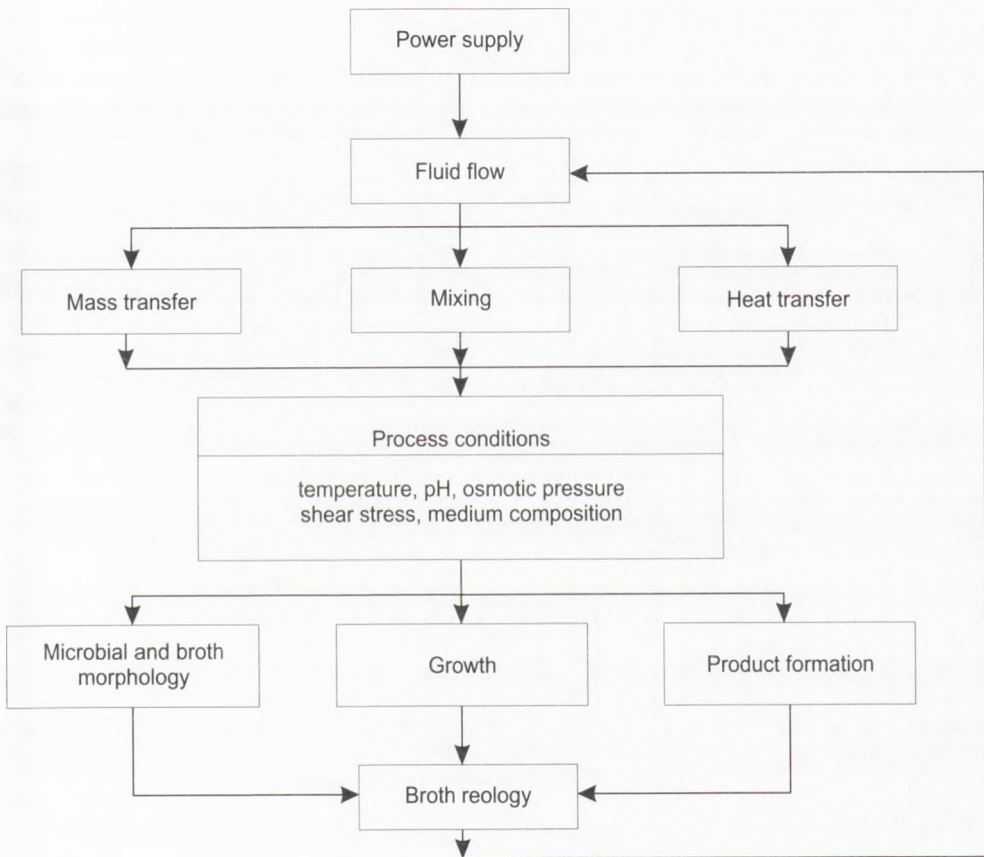 Power supply
Fluid flow
Mass transfer
Mixing
Heat transfer
Process conditions
temperature, pH, osmotic pressure
shear stress, medium composition
Microbial and broth
morphology
Growth
Product formation
Broth reology